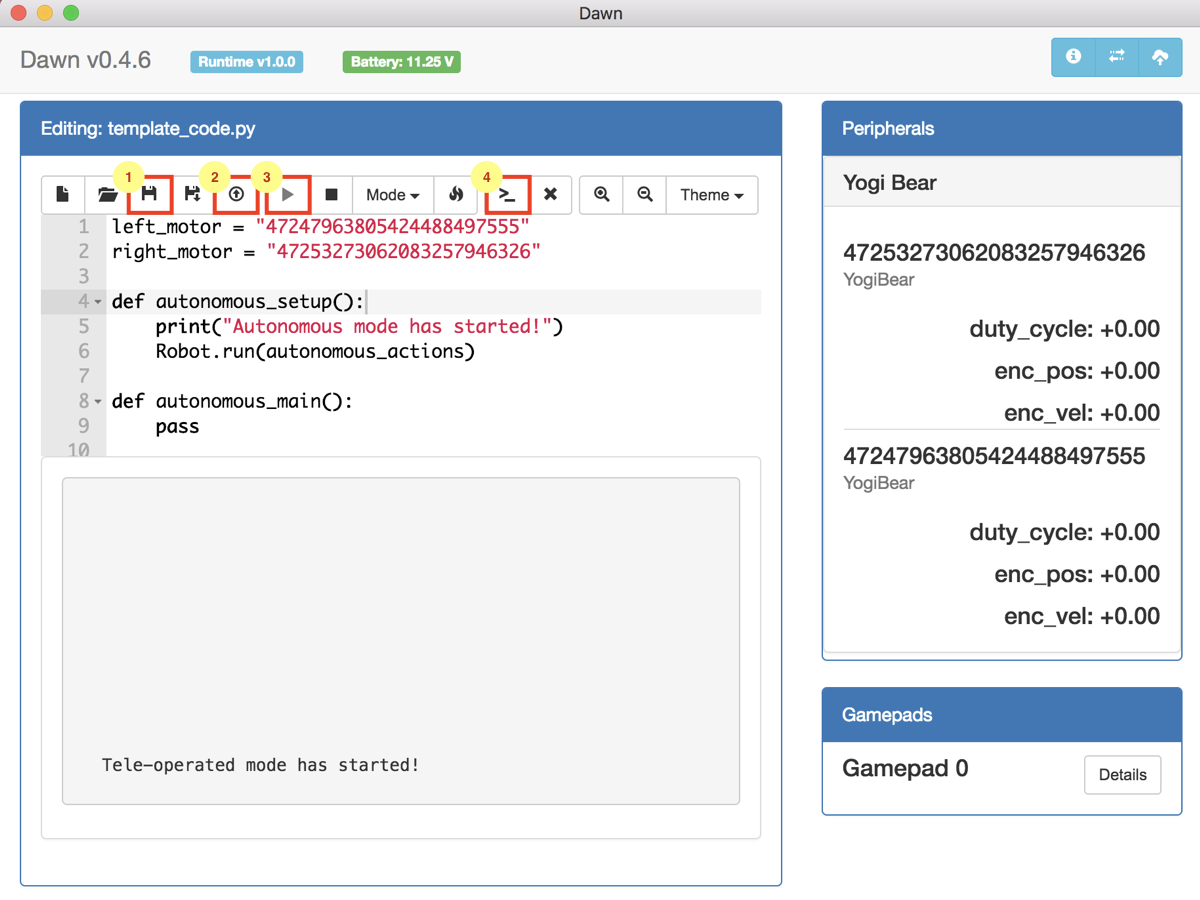 Dawn
Dawn v0.4.6
Runtime v1.0.0
Battery: 11.25 V
Editing: template_code.py
1
2
3
4
Mode
Theme
1 left_motor = "47247963805424488497555"
2 right_motor = "47253273062083257946326"
3
4 def autonomous_setup():
5 print("Autonomous mode has started!")
6 Robot.run(autonomous_actions)
7
8 def autonomous_main():
9 pass
10
Tele-operated mode has started!
Peripherals
Yogi Bear
47253273062083257946326
YogiBear
duty_cycle: +0.00
enc_pos: +0.00
enc_vel: +0.00
47247963805424488497555
YogiBear
duty_cycle: +0.00
enc_pos: +0.00
enc_vel: +0.00
Gamepads
Gamepad 0
Details